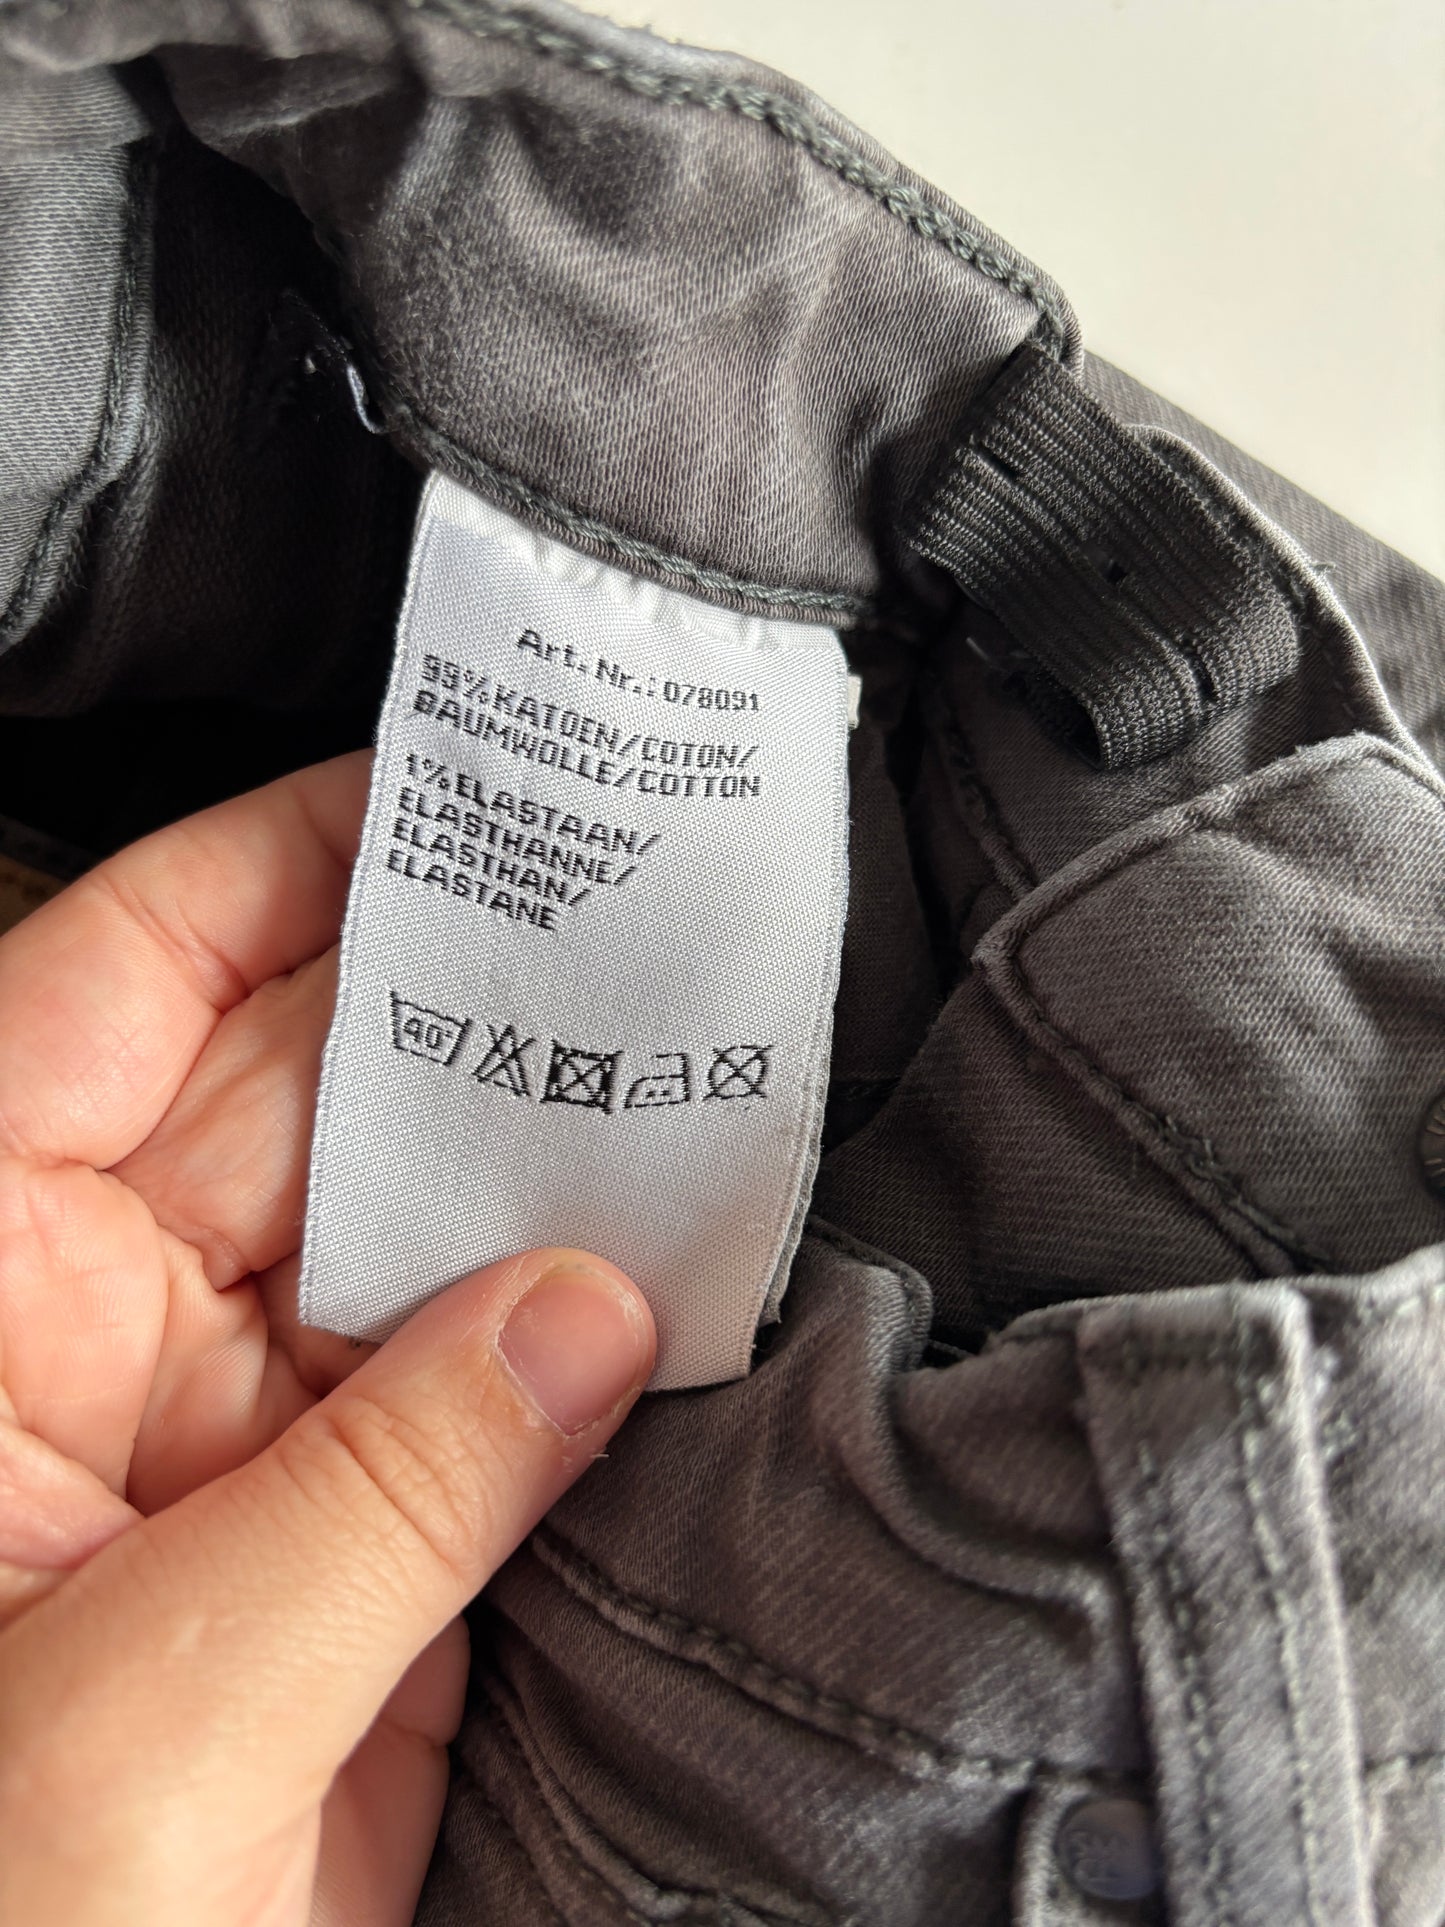 Art.Nr.:078091
99%KATOEN/COTON/
BAUMWOLLE/COTTON
1%ELASTAAN/
ELASTHANNE/
ELASTHAN/
ELASTANE
40°